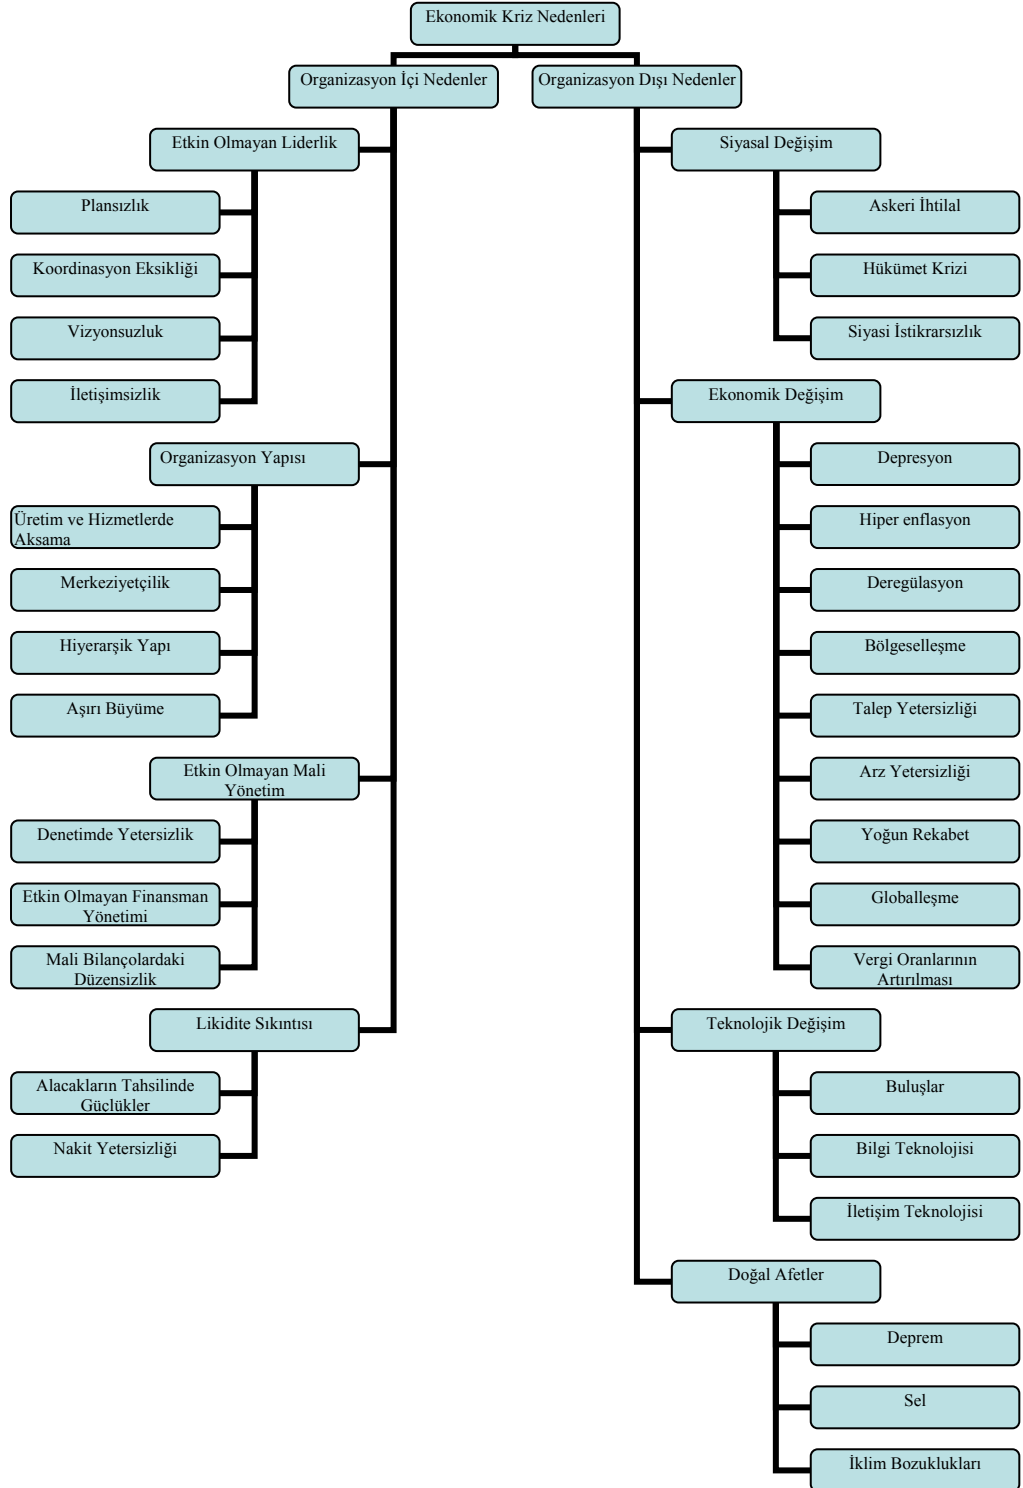 Ekonomik Kriz Nedenleri
Organizasyon İçi Nedenler
Etkin Olmayan Liderlik
Plansızlık
Koordinasyon Eksikliği
Vizyonsuzluk
İletişimsizlik
Organizasyon Yapısı
Üretim ve Hizmetlerde
Aksama
Merkeziyetçilik
Hiyerarşik Yapı
Aşırı Büyüme
Etkin Olmayan Mali
Yönetim
Denetimde Yetersizlik
Etkin Olmayan Finansman
Yönetimi
Mali Bilançolardaki
Düzensizlik
Likidite Sıkıntısı
Alacakların Tahsilinde
Güçlükler
Nakit Yetersizliği
Organizasyon Dışı Nedenler
Siyasal Değişim
Askeri İhtilal
Hükümet Krizi
Siyasi İstikrarsızlık
Ekonomik Değişim
Depresyon
Hiper enflasyon
Deregülasyon
Bölgeselleşme
Talep Yetersizliği
Arz Yetersizliği
Yoğun Rekabet
Globalleşme
Vergi Oranlarının
Artırılması
Teknolojik Değişim
Buluşlar
Bilgi Teknolojisi
İletişim Teknolojisi
Doğal Afetler
Deprem
Sel
İklim Bozuklukları